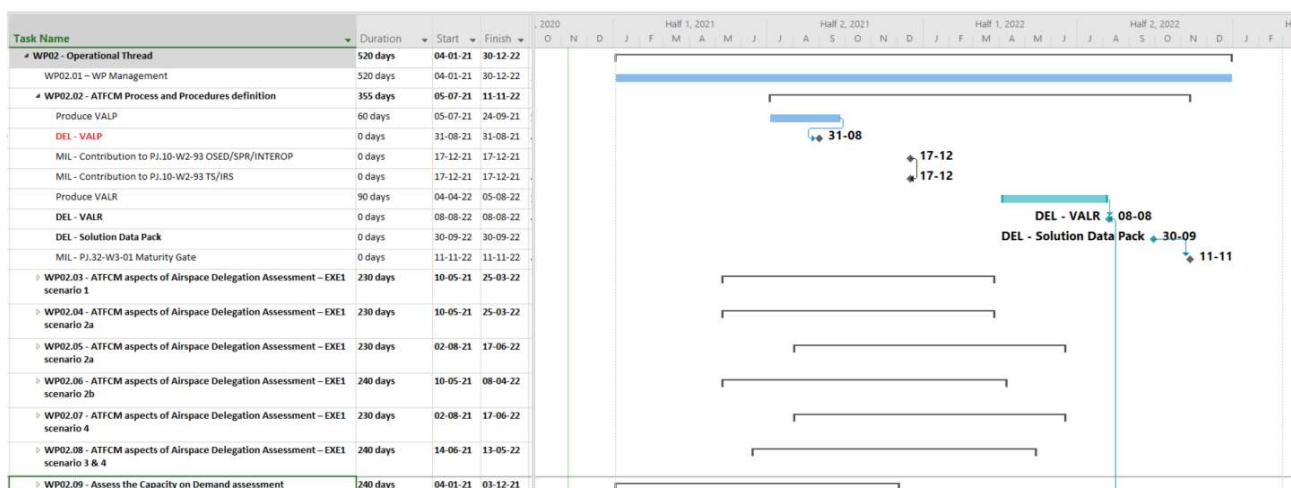 , 2020 Half 1, 2021 Half 2, 2021 Half 1, 2022 Half 2, 2022 H
Task Name Duration Start Finish O N D J F M A M J J A S O N D J F M A M J J A S O N D J F
WP02 - Operational Thread 520 days 04-01-21 30-12-22
WP02.01 – WP Management 520 days 04-01-21 30-12-22
WP02.02 - ATFCM Process and Procedures definition 355 days 05-07-21 11-11-22
Produce VALP 60 days 05-07-21 24-09-21
DEL - VALP 0 days 31-08-21 31-08-21 31-08
MIL - Contribution to PJ.10-W2-93 OSED/SPR/INTEROP 0 days 17-12-21 17-12-21 17-12
MIL - Contribution to PJ.10-W2-93 TS/IRS 0 days 17-12-21 17-12-21 17-12
Produce VALR 90 days 04-04-22 05-08-22
DEL - VALR 0 days 08-08-22 08-08-22 DEL - VALR 08-08
DEL - Solution Data Pack 0 days 30-09-22 30-09-22 DEL - Solution Data Pack 30-09
MIL - PJ.32-W3-01 Maturity Gate 0 days 11-11-22 11-11-22 11-11
WP02.03 - ATFCM aspects of Airspace Delegation Assessment – EXE1 230 days 10-05-21 25-03-22
scenario 1
WP02.04 - ATFCM aspects of Airspace Delegation Assessment – EXE1 230 days 10-05-21 25-03-22
scenario 2a
WP02.05 - ATFCM aspects of Airspace Delegation Assessment – EXE1 230 days 02-08-21 17-06-22
scenario 2a
WP02.06 - ATFCM aspects of Airspace Delegation Assessment – EXE1 240 days 10-05-21 08-04-22
scenario 2b
WP02.07 - ATFCM aspects of Airspace Delegation Assessment – EXE1 230 days 02-08-21 17-06-22
scenario 4
WP02.08 - ATFCM aspects of Airspace Delegation Assessment – EXE1 240 days 14-06-21 13-05-22
scenario 3 & 4
WP02.09 - Assess the Capacity on Demand assessment 240 days 04-01-21 03-12-21